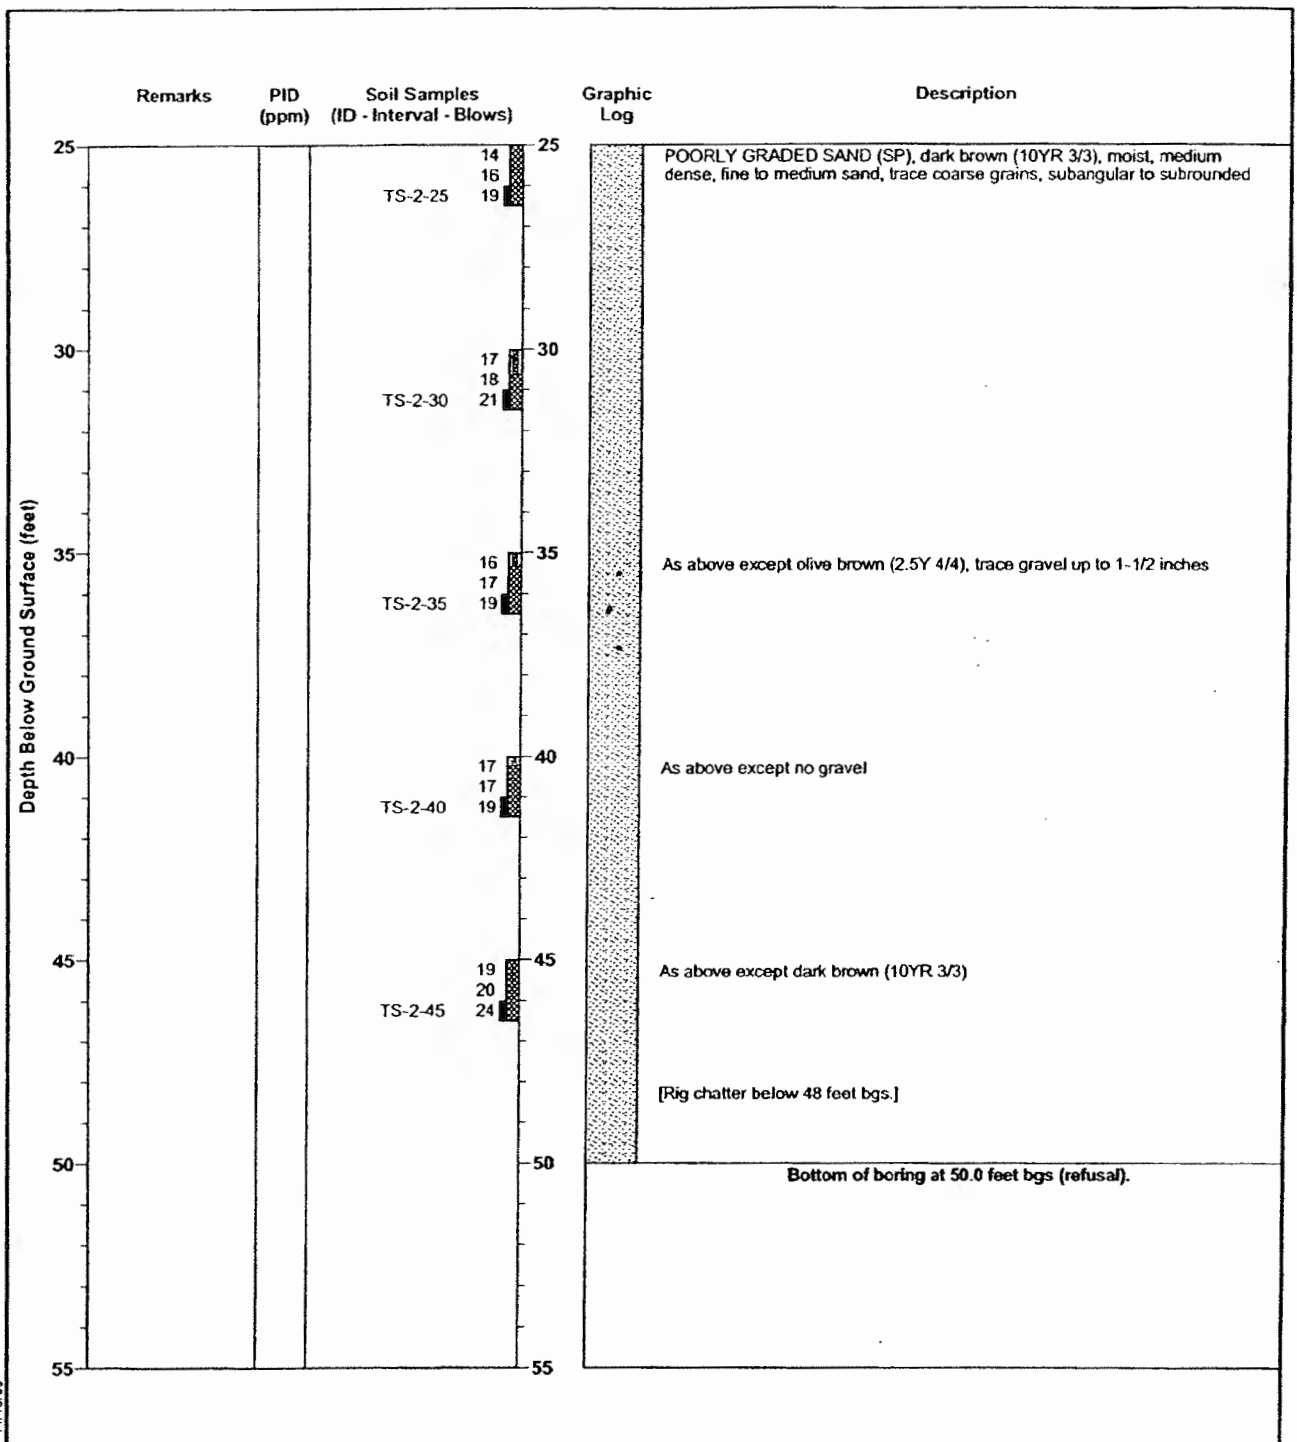 Remarks PID Soil Samples Graphic Description
(ppm) (ID - Interval - Blows) Log
Depth Below Ground Surface (feet)
25 14 25 POORLY GRADED SAND (SP), dark brown (10YR 3/3), moist, medium
16 dense, fine to medium sand, trace coarse grains, subangular to subrounded
TS-2-25 19
30 17 30
18
TS-2-30 21
35 16 35 As above except olive brown (2.5Y 4/4), trace gravel up to 1-1/2 inches
17
TS-2-35 19
40 17 40 As above except no gravel
17
TS-2-40 19
45 19 45 As above except dark brown (10YR 3/3)
20
TS-2-45 24
[Rig chatter below 48 feet bgs.]
50 50 Bottom of boring at 50.0 feet bgs (refusal).
55 55